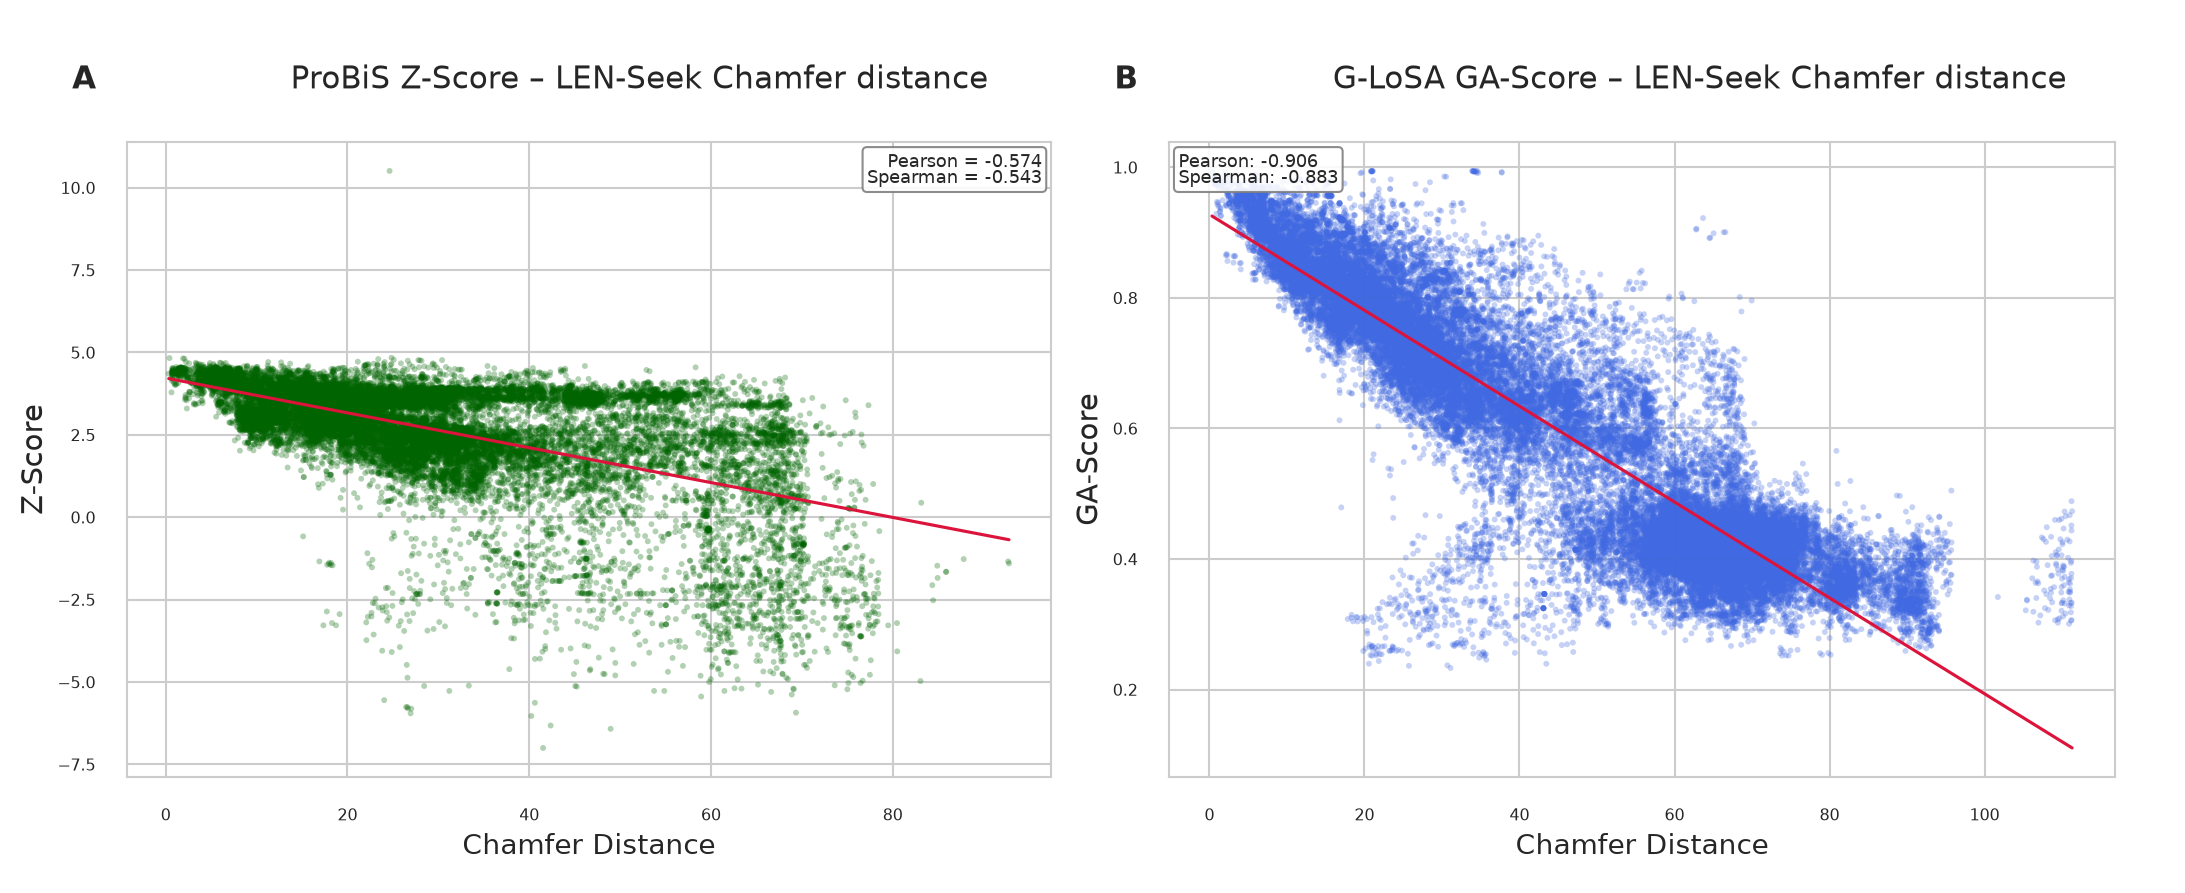 A
ProBiS Z-Score – LEN-Seek Chamfer distance
Pearson = -0.574
Spearman = -0.543
Z-Score
10.0
7.5
5.0
2.5
0.0
−2.5
−5.0
−7.5
0 20 40 60 80
Chamfer Distance
B
G-LoSA GA-Score – LEN-Seek Chamfer distance
Pearson: -0.906
Spearman: -0.883
GA-Score
1.0
0.8
0.6
0.4
0.2
0 20 40 60 80 100
Chamfer Distance